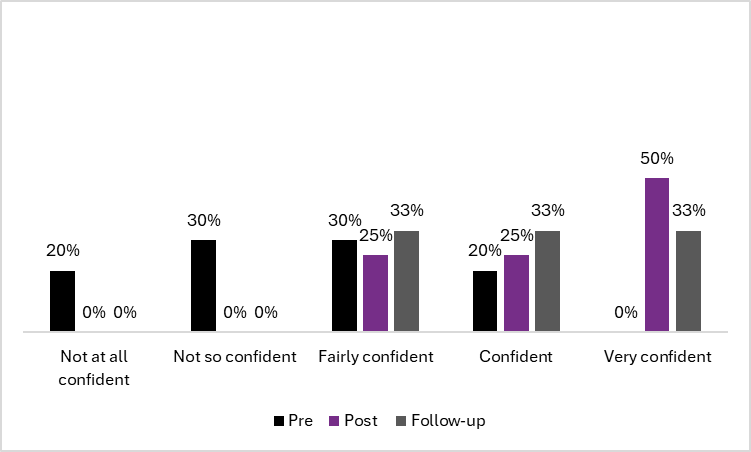 50%
33%
33%
33%
30%
30%
25%
25%
20%
20%
0% 0%
0% 0%
0%
Not at all confident
Not so confident
Fairly confident
Confident
Very confident
Pre
Post
Follow-up